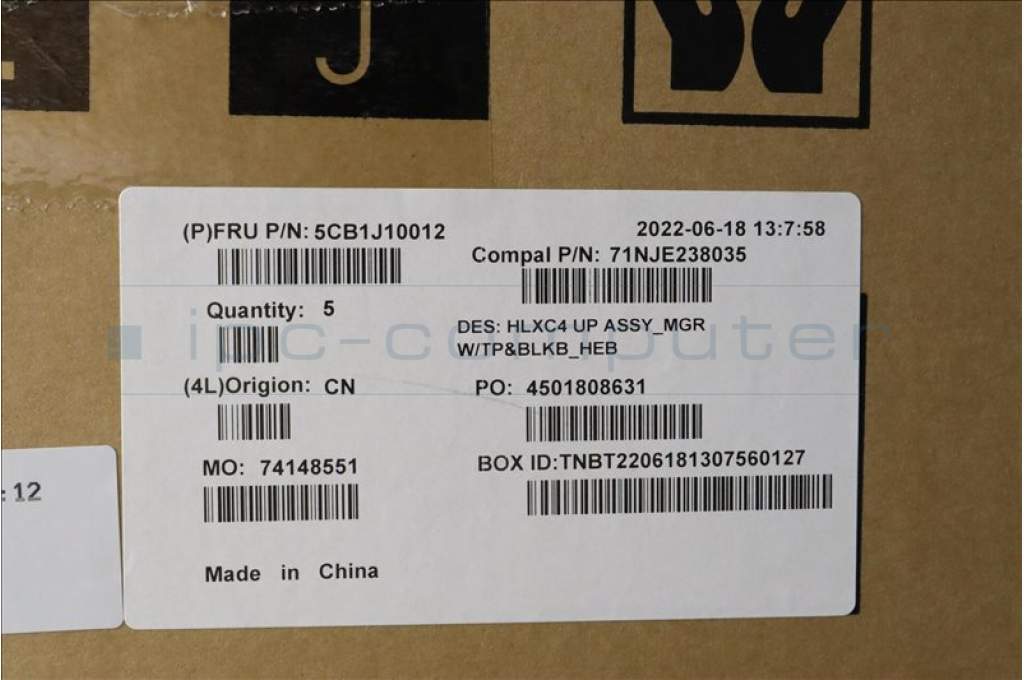 J
(P)FRU P/N: 5CB1J10012
2022-06-18 13:7:58
Compal P/N: 71NJE238035
Quantity: 5
DES: HLXC4 UP ASSY_MGR
W/TP&BLKB_HEB
ipc-computer
(4L)Origion: CN
PO: 4501808631
MO: 74148551
BOX ID:TNBT2206181307560127
: 12
Made in China